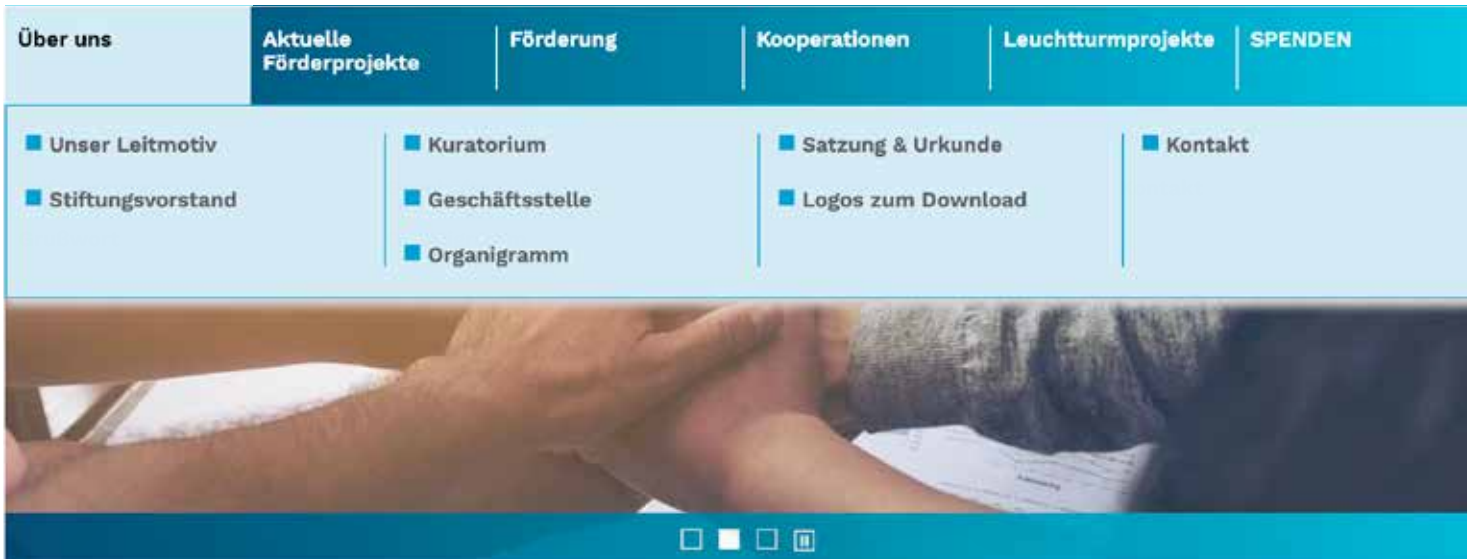 Über uns
Aktuelle
Förderprojekte
Förderung
Kooperationen
Leuchtturmprojekte
SPENDEN
Unser Leitmotiv
Stiftungsvorstand
Kuratorium
Geschäftsstelle
Organigramm
Satzung & Urkunde
Logos zum Download
Kontakt